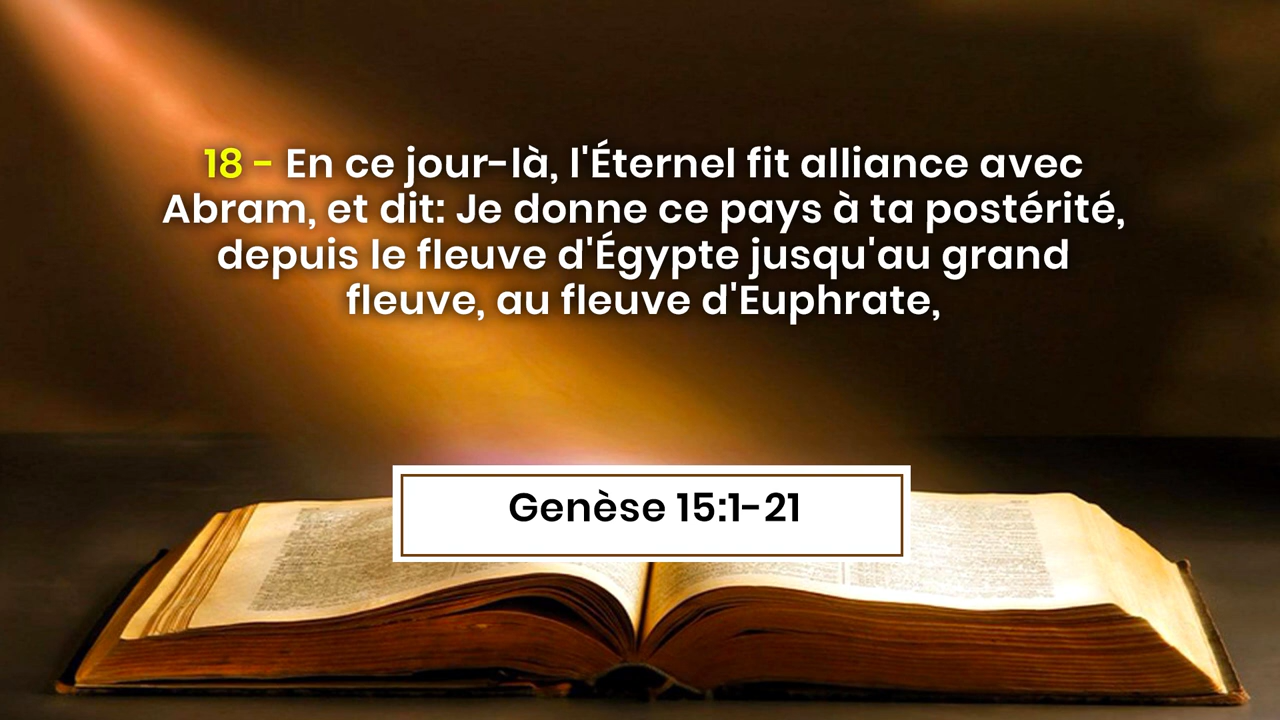 18 - En ce jour-là, l'Éternel fit alliance avec
Abram, et dit: Je donne ce pays à ta postérité,
depuis le fleuve d'Égypte jusqu'au grand
fleuve, au fleuve d'Euphrate,
Genèse 15:1-21